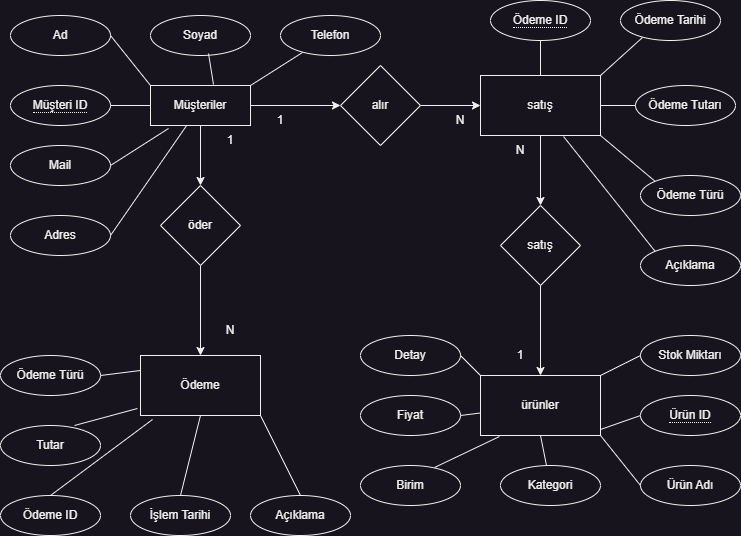 Ad
Soyad
Telefon
Ödeme ID
Ödeme Tarihi
Müşteri ID
Müşteriler
1
alır
N
satış
Ödeme Tutarı
1
N
Mail
Ödeme Türü
Adres
öder
satış
Açıklama
N
1
Detay
Stok Miktarı
Ödeme Türü
Ödeme
ürünler
Fiyat
Ürün ID
Tutar
Birim
Kategori
Ürün Adı
Ödeme ID
İşlem Tarihi
Açıklama